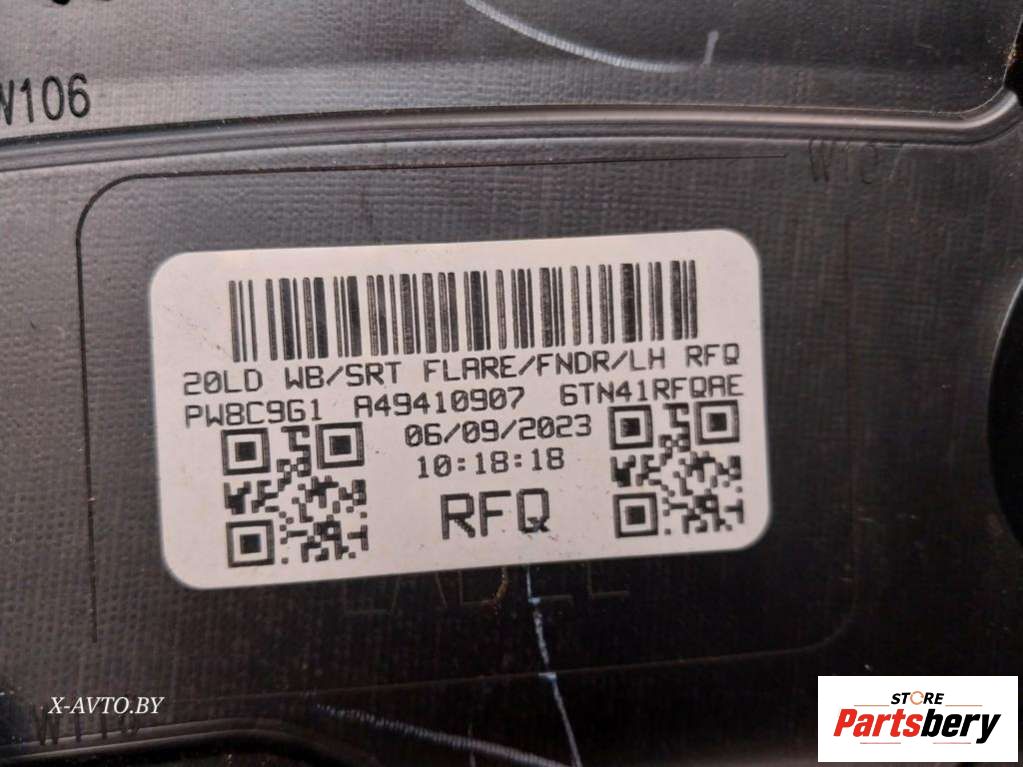 W106
W107
20LD WB/SRT FLARE/FNDR/LH RFQ
PW8C9G1 A49410907 6TN41RFQAE
06/09/2023
10:18:18
RFQ
X-AVTO.BY
STORE
Partsbery